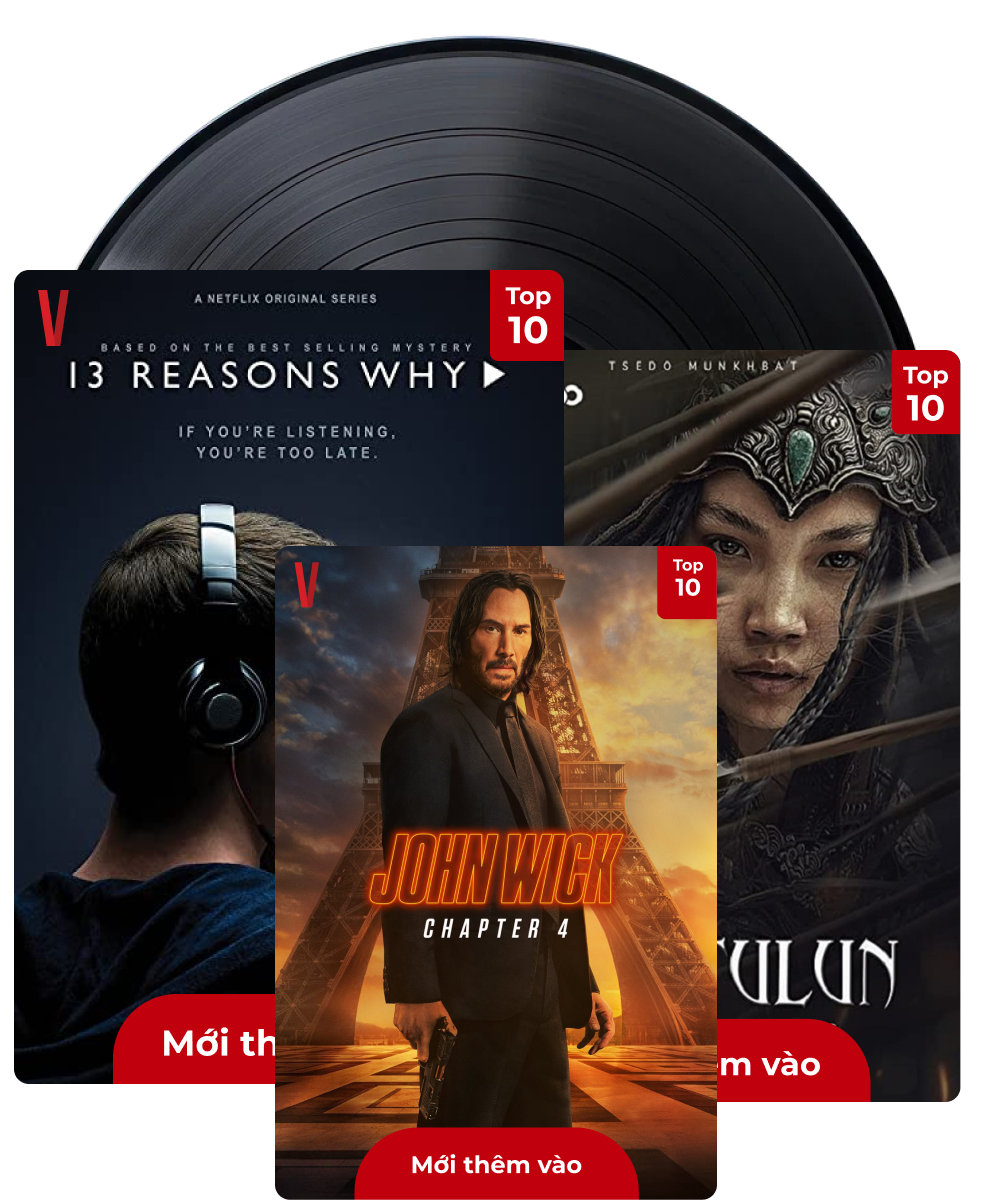 A NETFLIX ORIGINAL SERIES
Top
10
BASED ON THE BEST SELLING MYSTERY
13 REASONS WHY
IF YOU'RE LISTENING,
YOU'RE TOO LATE.
Mới th
TSEDO MUNKHBAT
Top
10
ULUN
m vào
V
V
Top
10
JOHN WICK
CHAPTER 4
Mới thêm vào